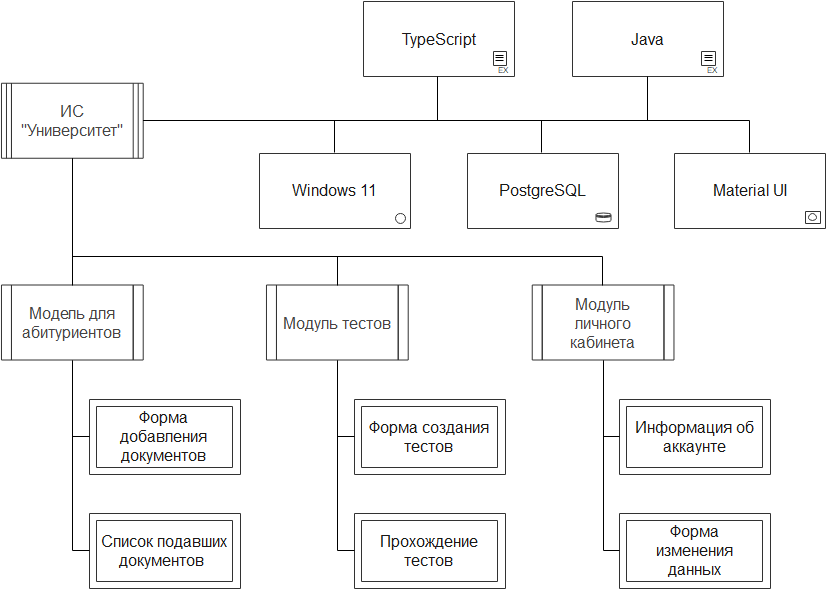 TypeScript
EX
Java
EX
ИС
"Университет"
Windows 11
PostgreSQL
Material UI
Модель для
абитуриентов
Модуль тестов
Модуль
личного
кабинета
Форма
добавления
документов
Форма создания
тестов
Информация об
аккаунте
Список подавших
документов
Прохождение
тестов
Форма
изменения
данных